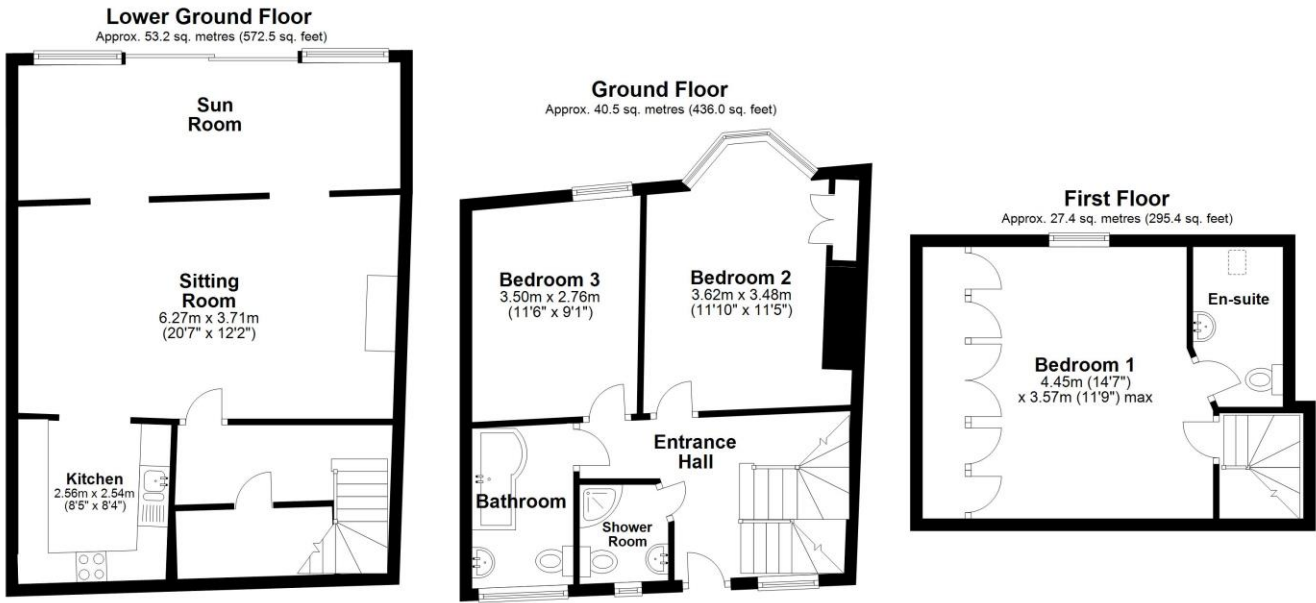 Lower Ground Floor
Approx. 53.2 sq. metres (572.5 sq. feet)
Sun
Room
Sitting
Room
6.27m x 3.71m
(20'7" x 12'2")
Kitchen
2.56m x 2.54m
(8'5" x 8'4")
Ground Floor
Approx. 40.5 sq. metres (436.0 sq. feet)
Bedroom 3
3.50m x 2.76m
(11'6" x 9'1")
Bedroom 2
3.62m x 3.48m
(11'10" x 11'5")
Entrance
Hall
Bathroom
Shower
Room
First Floor
Approx. 27.4 sq. metres (295.4 sq. feet)
En-suite
Bedroom 1
4.45m (14'7")
x 3.57m (11'9") max